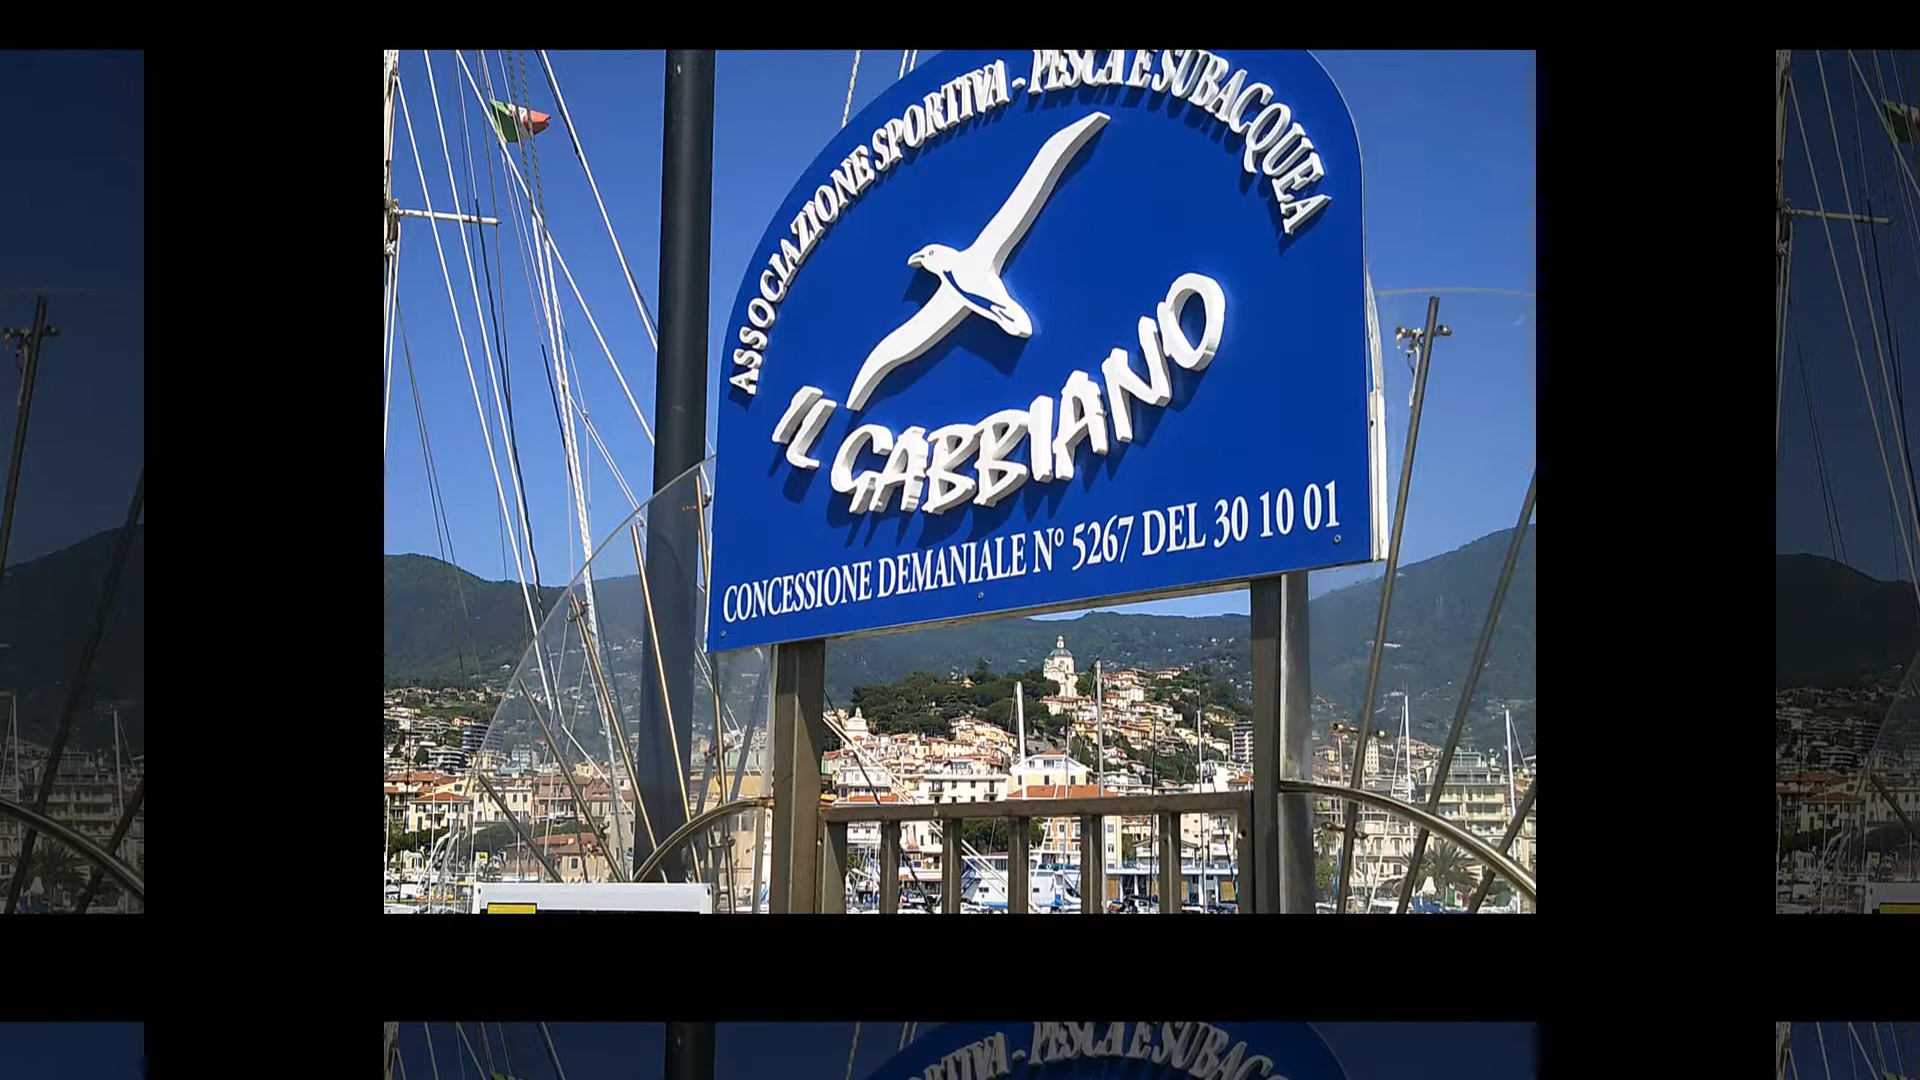 ASSOCIAZIONE SPORTIVA - PESCA E SUBACQUEA
IL GABBIANO
CONCESSIONE DEMANIALE N° 5267 DEL 30 10 01